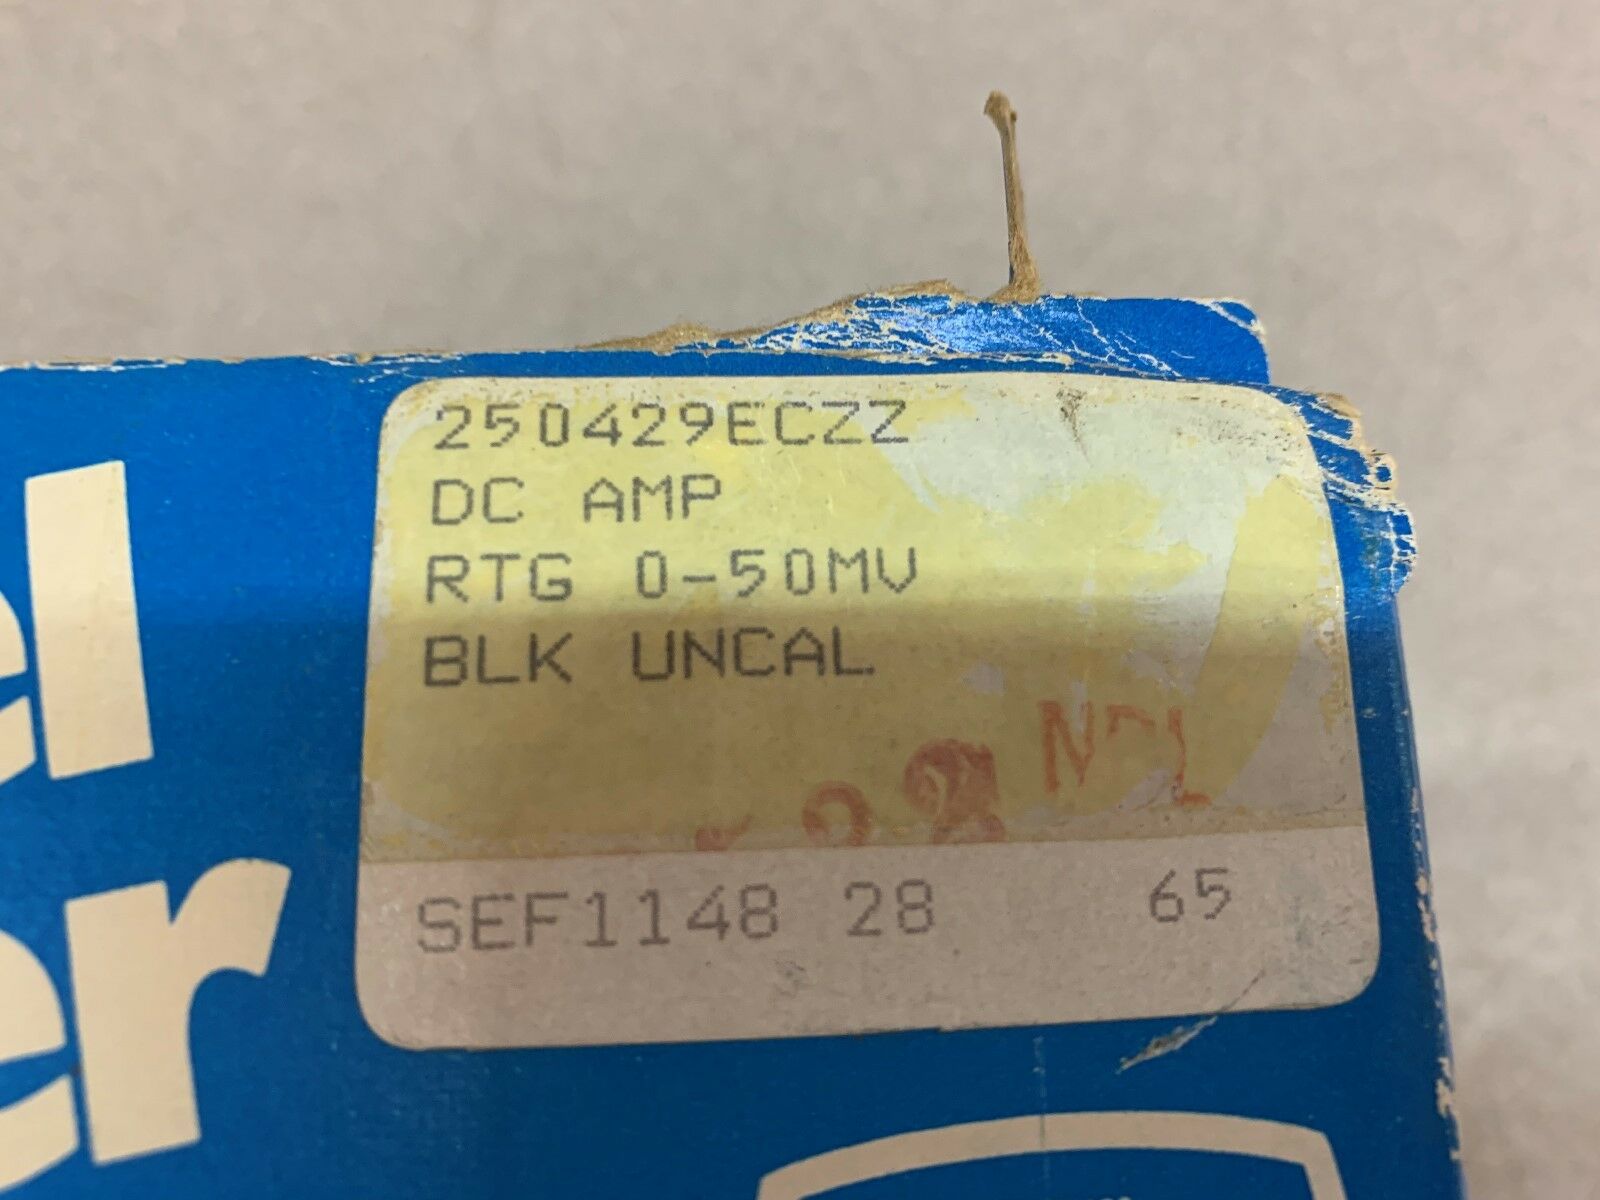 250429ECZZ
DC AMP
RTG 0-50MV
BLK UNCAL
SEF1148 28 65